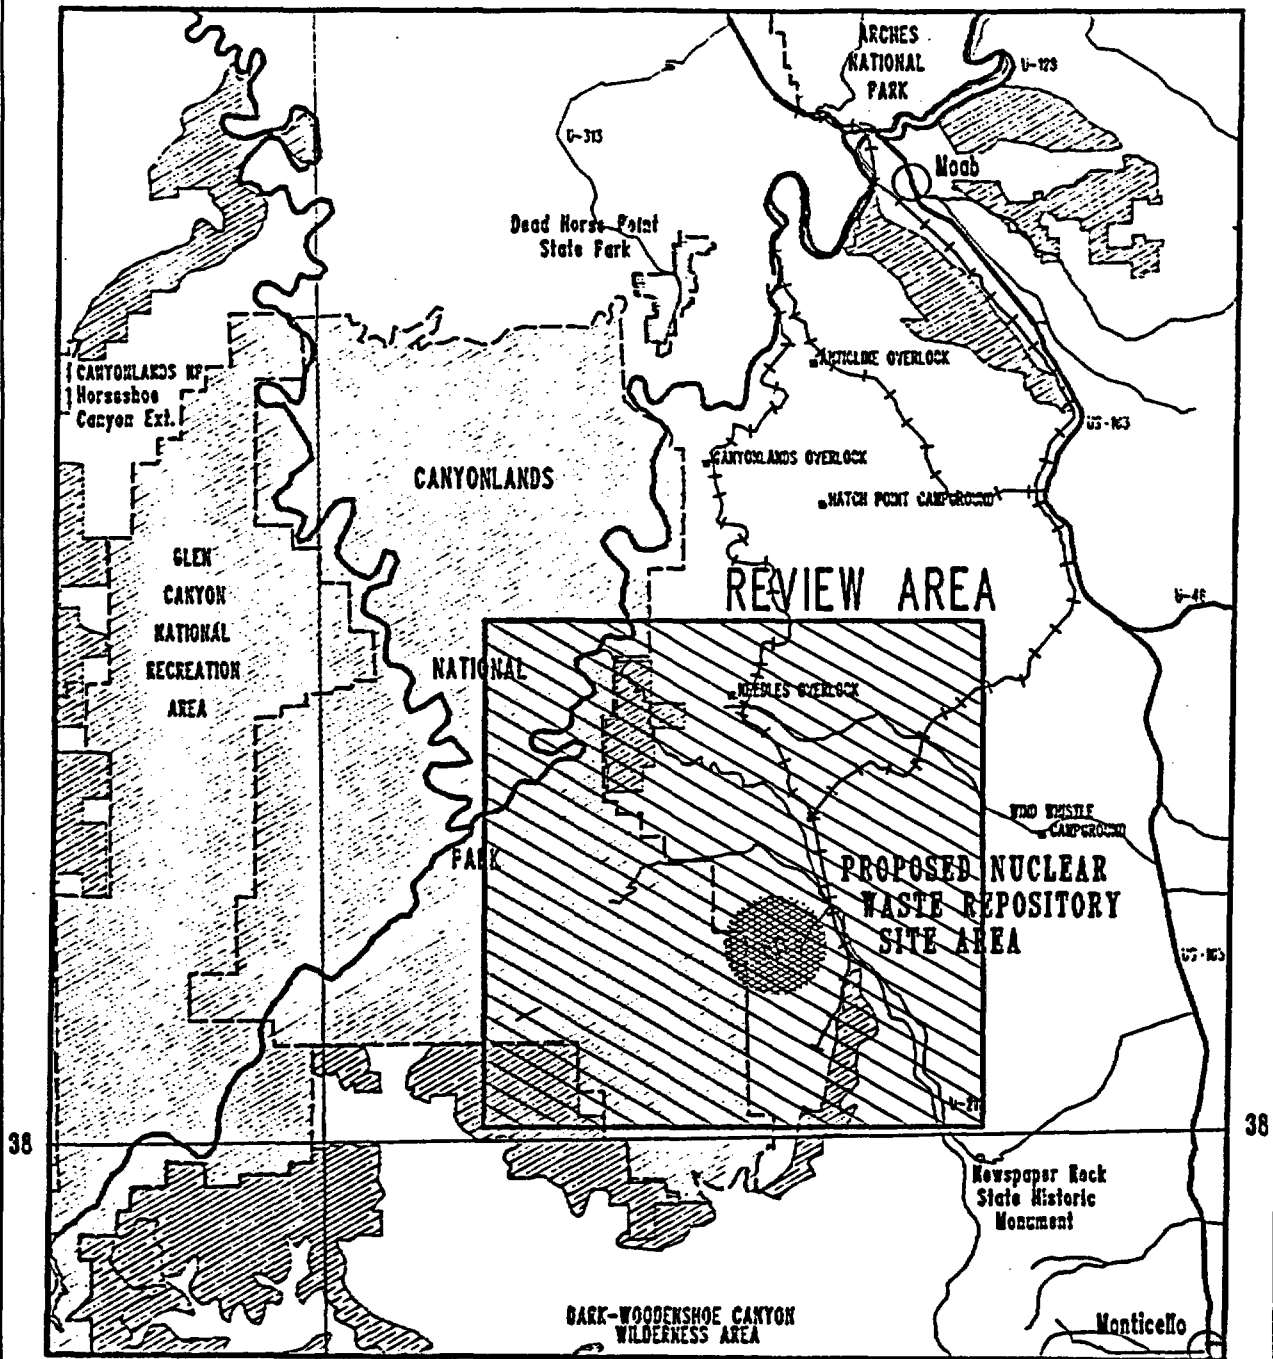 ARCHES
NATIONAL
PARK
U-128
U-313
Moab
Dead Horse Point
State Park
ANTICLINE OVERLOOK
CANYONLANDS NP
Horseshoe
Canyon Ext.
US-163
CANYONLANDS OVERLOOK
CANYONLANDS
HATCH POINT CAMPGROUND
GLEN
CANYON
NATIONAL
RECREATION
AREA
REVIEW AREA
U-46
NATIONAL
NEEDLES OVERLOOK
WIND WHISTLE
CAMPGROUND
PARK
PROPOSED NUCLEAR
WASTE REPOSITORY
SITE AREA
US-163
38
38
Newspaper Rock
State Historic
Monument
DARK-WOODENSHOE CANYON
WILDERNESS AREA
Monticello